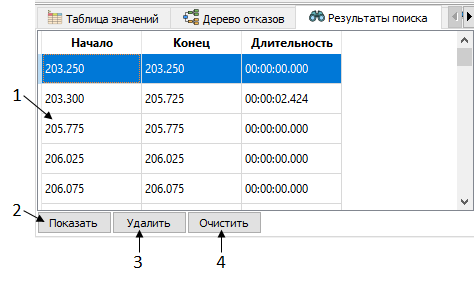 Таблица значений Дерево отказов Результаты поиска
Начало Конец Длительность
203.250 203.250 00:00:00.000
203.300 205.725 00:00:02.424
1
205.775 205.775 00:00:00.000
206.025 206.025 00:00:00.000
206.075 206.075 00:00:00.000
2
Показать Удалить Очистить
3 4